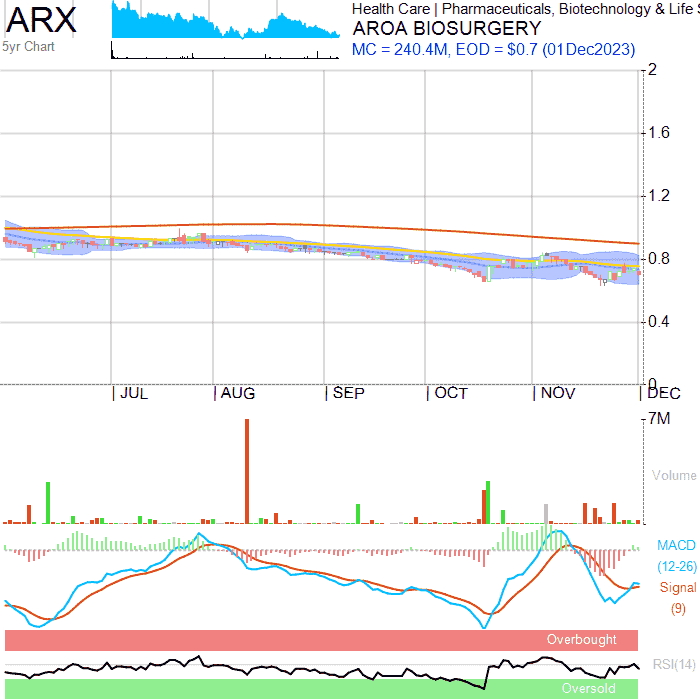 ARX
5yr Chart
Health Care | Pharmaceuticals, Biotechnology & Life S
AROA BIOSURGERY
MC = 240.4M, EOD = $0.7 (01Dec2023)
2
1.6
1.2
0.8
0.4
0
JUL AUG SEP OCT NOV DEC
7M
Volume
MACD
(12-26)
Signal
(9)
Overbought
RSI(14)
Oversold